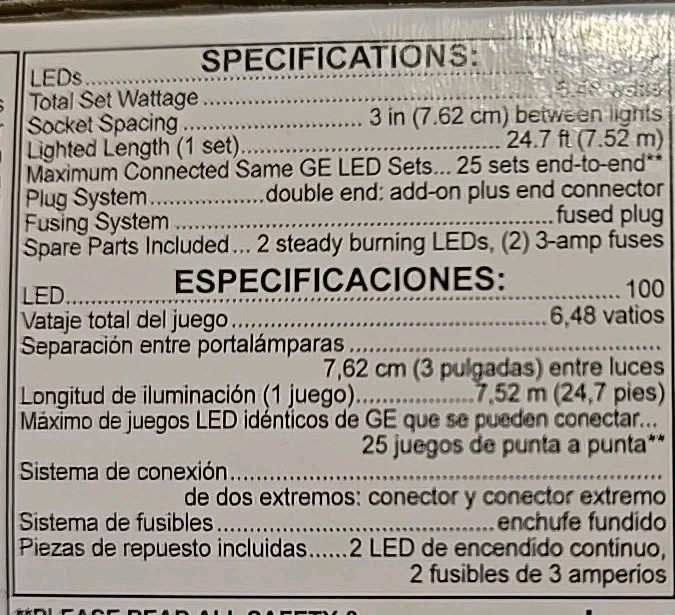 SPECIFICATIONS:
LEDs
Total Set Wattage .......... 6.48 watts
Socket Spacing .......... 3 in (7.62 cm) between lights
Lighted Length (1 set).......... 24.7 ft (7.52 m)
Maximum Connected Same GE LED Sets... 25 sets end-to-end**
Plug System..........double end: add-on plus end connector
Fusing System ..........fused plug
Spare Parts Included... 2 steady burning LEDs, (2) 3-amp fuses
ESPECIFICACIONES:
LED.......... 100
Vataje total del juego..........6,48 vatios
Separación entre portalámparas ..........
7,62 cm (3 pulgadas) entre luces
Longitud de iluminación (1 juego)..........7,52 m (24,7 pies)
Máximo de juegos LED idénticos de GE que se pueden conectar...
25 juegos de punta a punta**
Sistema de conexión..........
de dos extremos: conector y conector extremo
Sistema de fusibles ..........enchufe fundido
Piezas de repuesto incluidas......2 LED de encendido continuo,
2 fusibles de 3 amperios